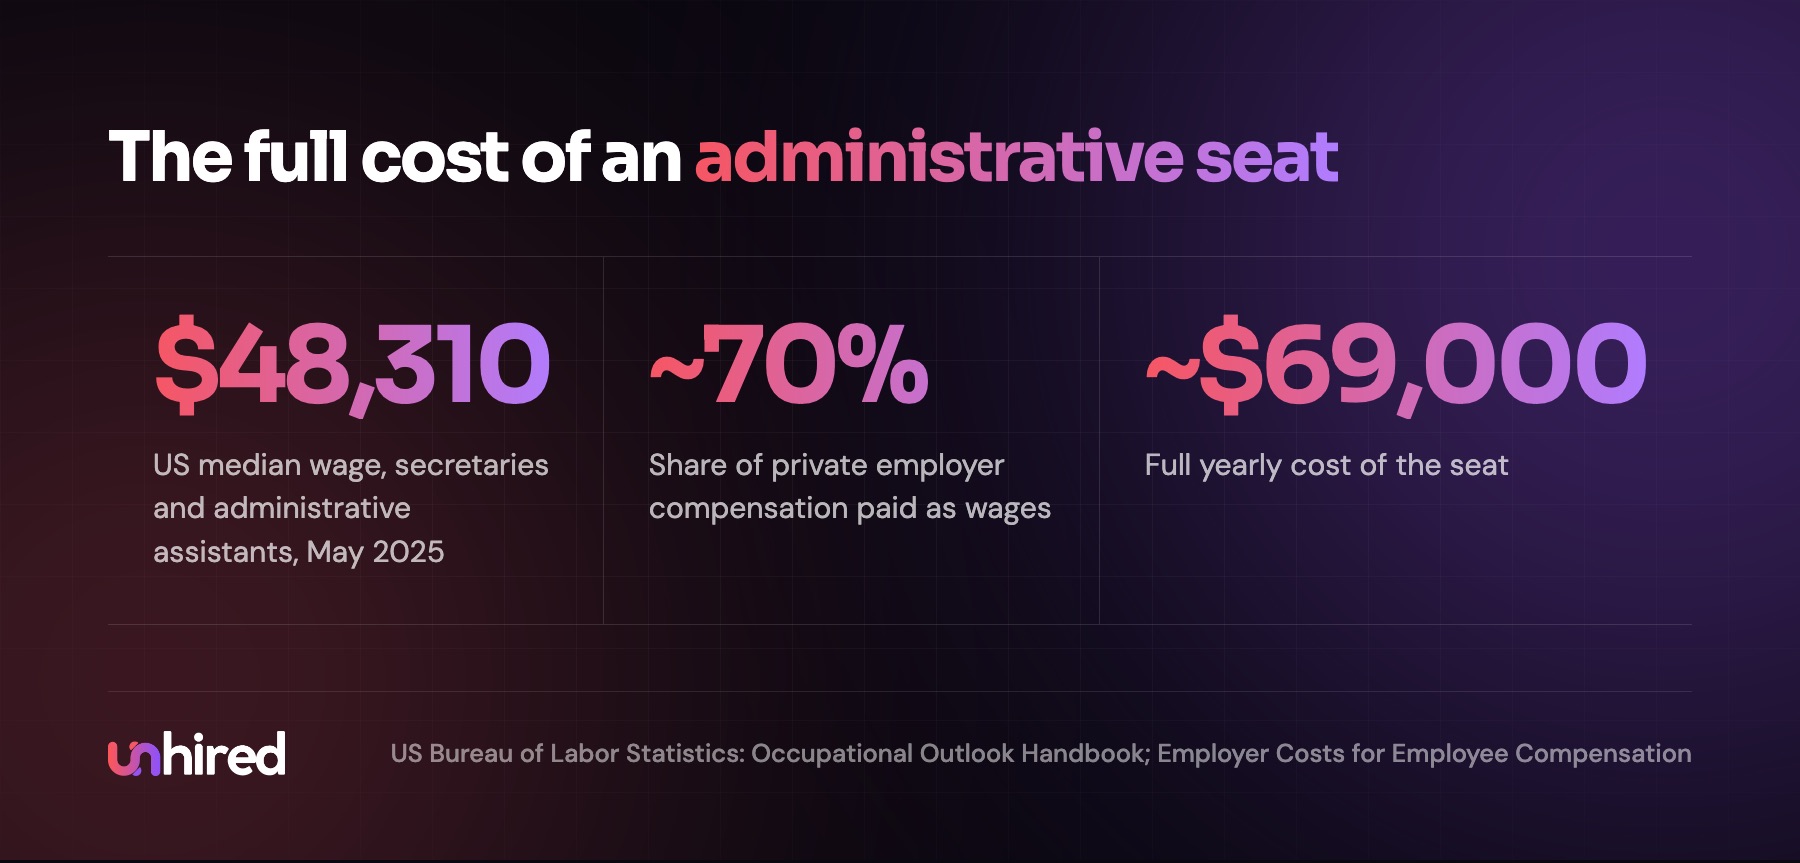 The full cost of an administrative seat
$48,310
US median wage, secretaries
and administrative
assistants, May 2025
~70%
Share of private employer
compensation paid as wages
~$69,000
Full yearly cost of the seat
unhired
US Bureau of Labor Statistics: Occupational Outlook Handbook; Employer Costs for Employee Compensation